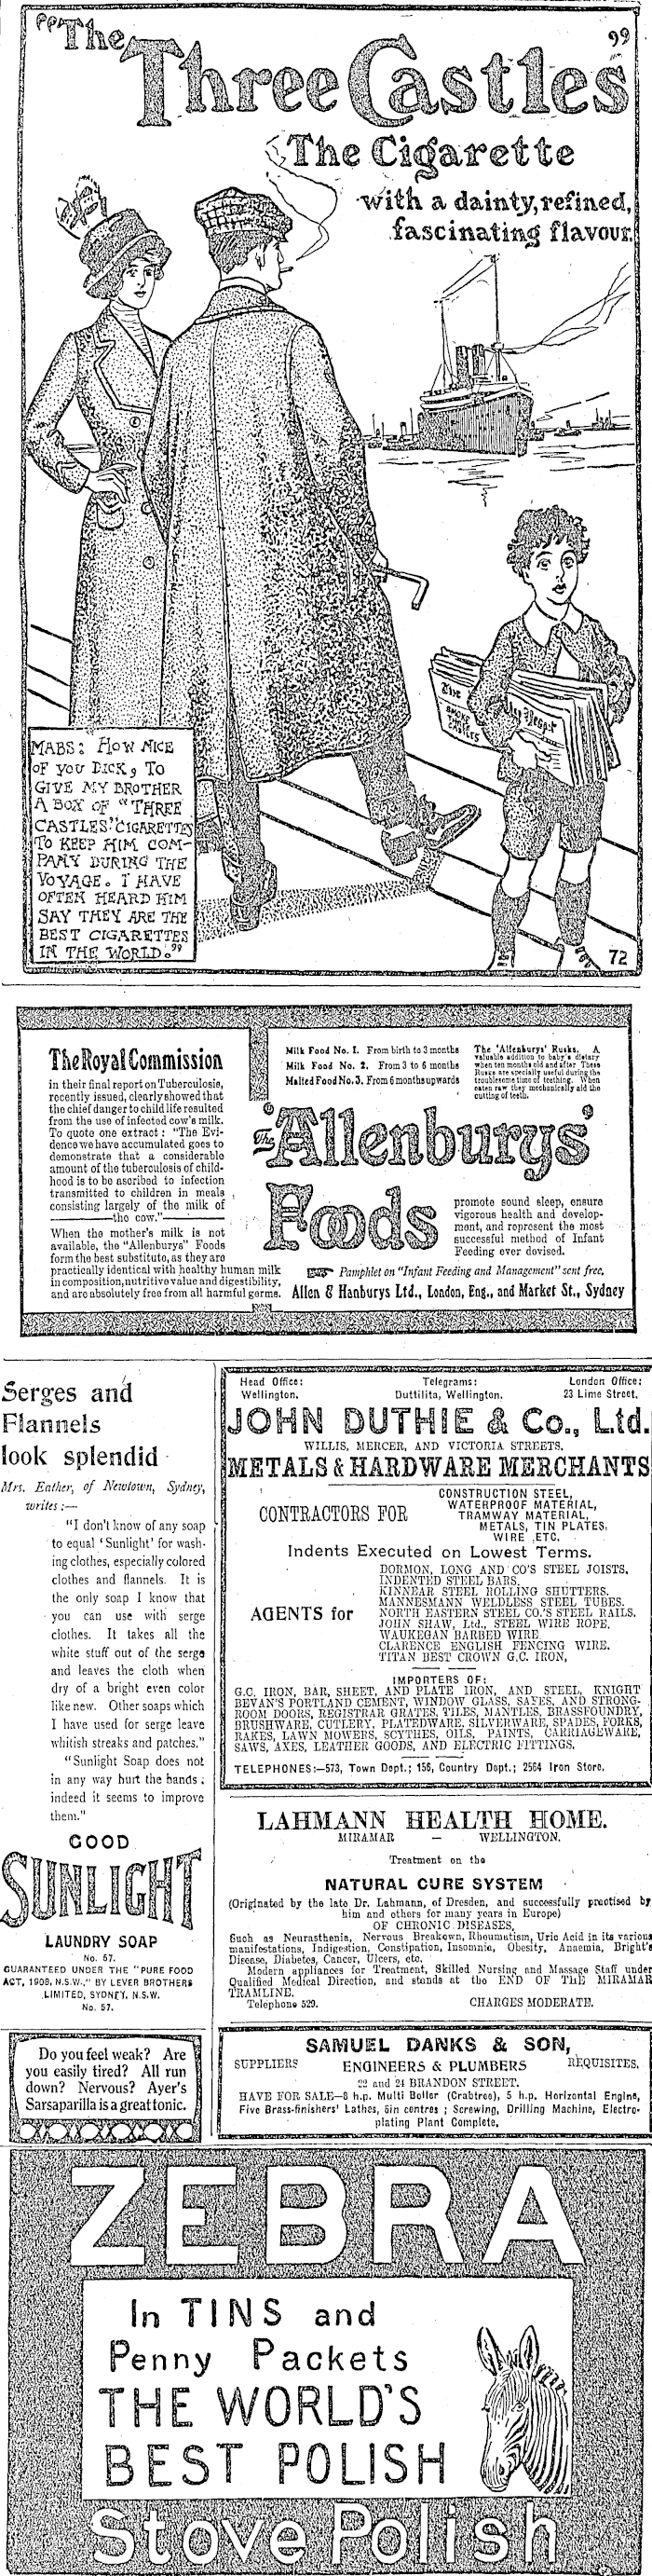 "The
Three Castles"
The Cigarette
with a dainty, refined,
fascinating flavour.
MABS: HOW NICE
OF YOU DICK, TO
GIVE MY BROTHER
A BOX OF "THREE
CASTLES." CIGARETTES
TO KEEP HIM COM-
PANY DURING THE
VOYAGE. I HAVE
OFTEN HEARD HIM
SAY THEY ARE THE
BEST CIGARETTES
IN THE WORLD."
72
The Royal Commission
in their final report on Tuberculosis,
recently issued, clearly showed that
the chief danger to child life resulted
from the use of infected cow's milk.
To quote one extract: "The Evi-
dence we have accumulated goes to
demonstrate that a considerable
amount of the tuberculosis of child-
hood is to be ascribed to infection
transmitted to children in meals
consisting largely of the milk of
the cow."
When the mother's milk is not
available, the "Allenburys" Foods
form the best substitute, as they are
practically identical with healthy human milk
in composition, nutritive value and digestibility,
and are absolutely free from all harmful germs.
Milk Food No. 1. From birth to 3 months
Milk Food No. 2. From 3 to 6 months
Malted Food No. 3. From 6 months upwards
The 'Allenburys' Rusks. A
valuable addition to baby's dietary
when ten months old and after These
Rusks are specially useful during the
troublesome time of teething. When
eaten raw they mechanically aid the
cutting of teeth.
The 'Allenburys'
Foods
promote sound sleep, ensure
vigorous health and develop-
ment, and represent the most
successful method of Infant
Feeding ever devised.
Pamphlet on "Infant Feeding and Management" sent free.
Allen & Hanburys Ltd., London, Eng., and Market St., Sydney
Serges and
Flannels
look splendid
Mrs. Eather, of Newtown, Sydney,
writes:—
"I don't know of any soap
to equal 'Sunlight' for wash-
ing clothes, especially colored
clothes and flannels. It is
the only soap I know that
you can use with serge
clothes. It takes all the
white stuff out of the serge
and leaves the cloth when
dry of a bright even color
like new. Other soaps which
I have used for serge leave
whitish streaks and patches."
"Sunlight Soap does not
in any way hurt the hands;
indeed it seems to improve
them."
GOOD
SUNLIGHT
LAUNDRY SOAP
No. 57.
GUARANTEED UNDER THE "PURE FOOD
ACT, 1908, N.S.W.," BY LEVER BROTHERS
LIMITED, SYDNEY, N.S.W.
No. 57.
Do you feel weak? Are
you easily tired? All run
down? Nervous? Ayer's
Sarsaparilla is a great tonic.
Head Office: Telegrams: London Office:
Wellington. Duttilita, Wellington. 23 Lime Street.
JOHN DUTHIE & Co., Ltd.
WILLIS, MERCER, AND VICTORIA STREETS.
METALS & HARDWARE MERCHANTS
CONTRACTORS FOR
CONSTRUCTION STEEL,
WATERPROOF MATERIAL,
TRAMWAY MATERIAL,
METALS, TIN PLATES,
WIRE, ETC.
Indents Executed on Lowest Terms.
AGENTS for
DORMON, LONG AND CO'S STEEL JOISTS.
INDENTED STEEL BARS.
KINNEAR STEEL ROLLING SHUTTERS.
MANNESMANN WELDLESS STEEL TUBES.
NORTH EASTERN STEEL CO.'S STEEL RAILS.
JOHN SHAW, Ltd., STEEL WIRE ROPE.
WAUKEGAN BARBED WIRE
CLARENCE ENGLISH FENCING WIRE.
TITAN BEST CROWN G.C. IRON,
IMPORTERS OF:
G.C. IRON, BAR, SHEET, AND PLATE IRON, AND STEEL, KNIGHT
BEVAN'S PORTLAND CEMENT, WINDOW GLASS, SAFES, AND STRONG-
ROOM DOORS, REGISTRAR GRATES, TILES, MANTLES, BRASSFOUNDRY,
BRUSHWARE, CUTLERY, PLATEDWARE, SILVERWARE, SPADES, FORKS,
RAKES, LAWN MOWERS, SCYTHES, OILS, PAINTS, CARRIAGEWARE,
SAWS, AXES, LEATHER GOODS, AND ELECTRIC FITTINGS.
TELEPHONES:—573, Town Dept.; 156, Country Dept.; 2564 Iron Store.
LAHMANN HEALTH HOME.
MIRAMAR — WELLINGTON.
Treatment on the
NATURAL CURE SYSTEM
(Originated by the late Dr. Lahmann, of Dresden, and successfully practised by
him and others for many years in Europe)
OF CHRONIC DISEASES,
Such as Neurasthenia, Nervous Breakown, Rheumatism, Uric Acid in its various
manifestations, Indigestion, Constipation, Insomnia, Obesity, Anaemia, Bright's
Disease, Diabetes, Cancer, Ulcers, etc.
Modern appliances for Treatment, Skilled Nursing and Massage Staff under
Qualified Medical Direction, and stands at the END OF THE MIRAMAR
TRAMLINE.
Telephone 529. CHARGES MODERATE.
SAMUEL DANKS & SON,
SUPPLIERS ENGINEERS & PLUMBERS REQUISITES,
22 and 24 BRANDON STREET.
HAVE FOR SALE—8 h.p. Multi Boiler (Crabtree), 5 h.p. Horizontal Engine,
Five Brass-finishers' Lathes, 5in centres; Screwing, Drilling Machine, Electro-
plating Plant Complete.
ZEBRA
In TINS and
Penny Packets
THE WORLD'S
BEST POLISH
Stove Polish